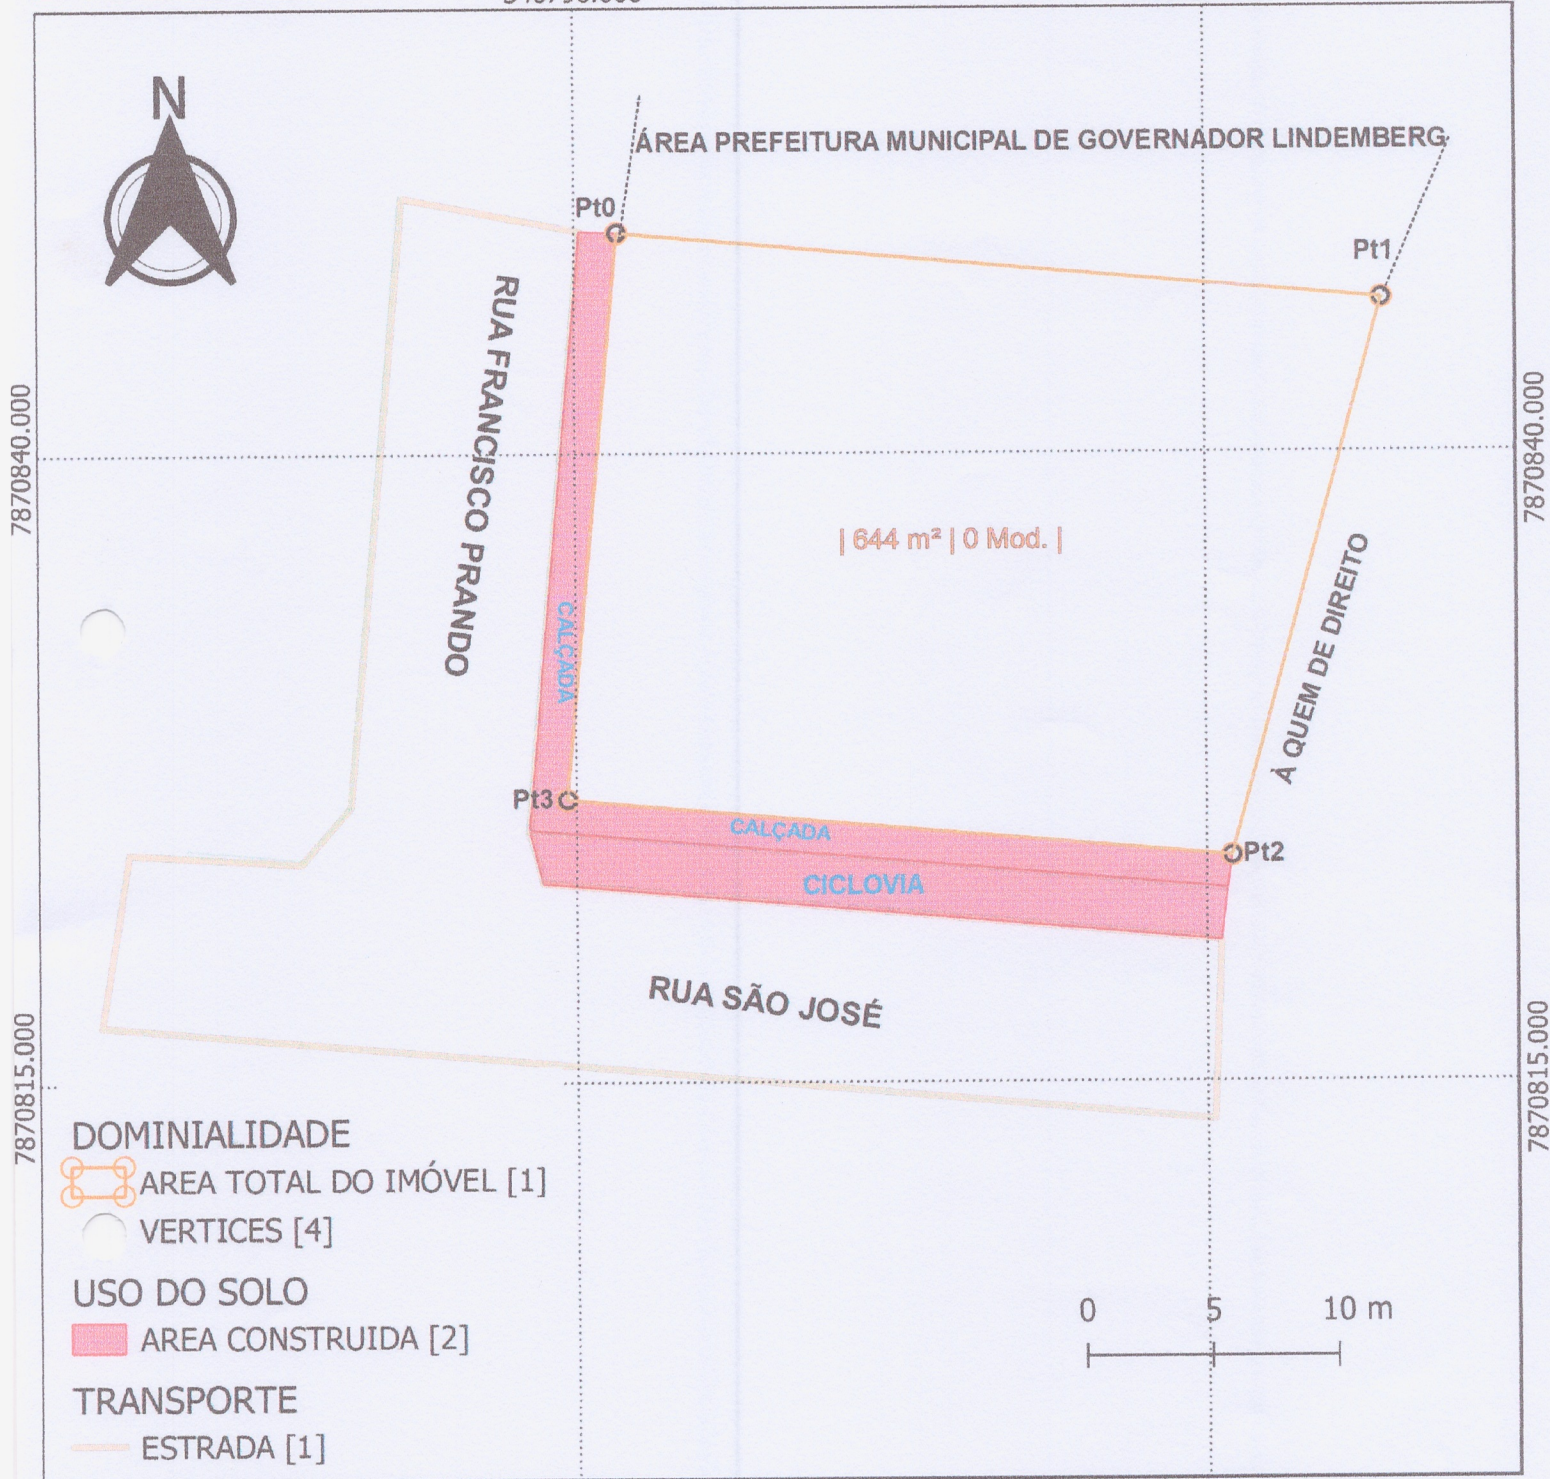 N
ÁREA PREFEITURA MUNICIPAL DE GOVERNADOR LINDEMBERG
Pt0
Pt1
RUA FRANCISCO PRANDO
7870840.000
7870840.000
| 644 m² | 0 Mod. |
À QUEM DE DIREITO
CALÇADA
Pt3
CALÇADA
Pt2
CICLOVIA
RUA SÃO JOSÉ
7870815.000
7870815.000
DOMINIALIDADE
AREA TOTAL DO IMÓVEL [1]
VERTICES [4]
USO DO SOLO
AREA CONSTRUIDA [2]
TRANSPORTE
ESTRADA [1]
0 5 10 m